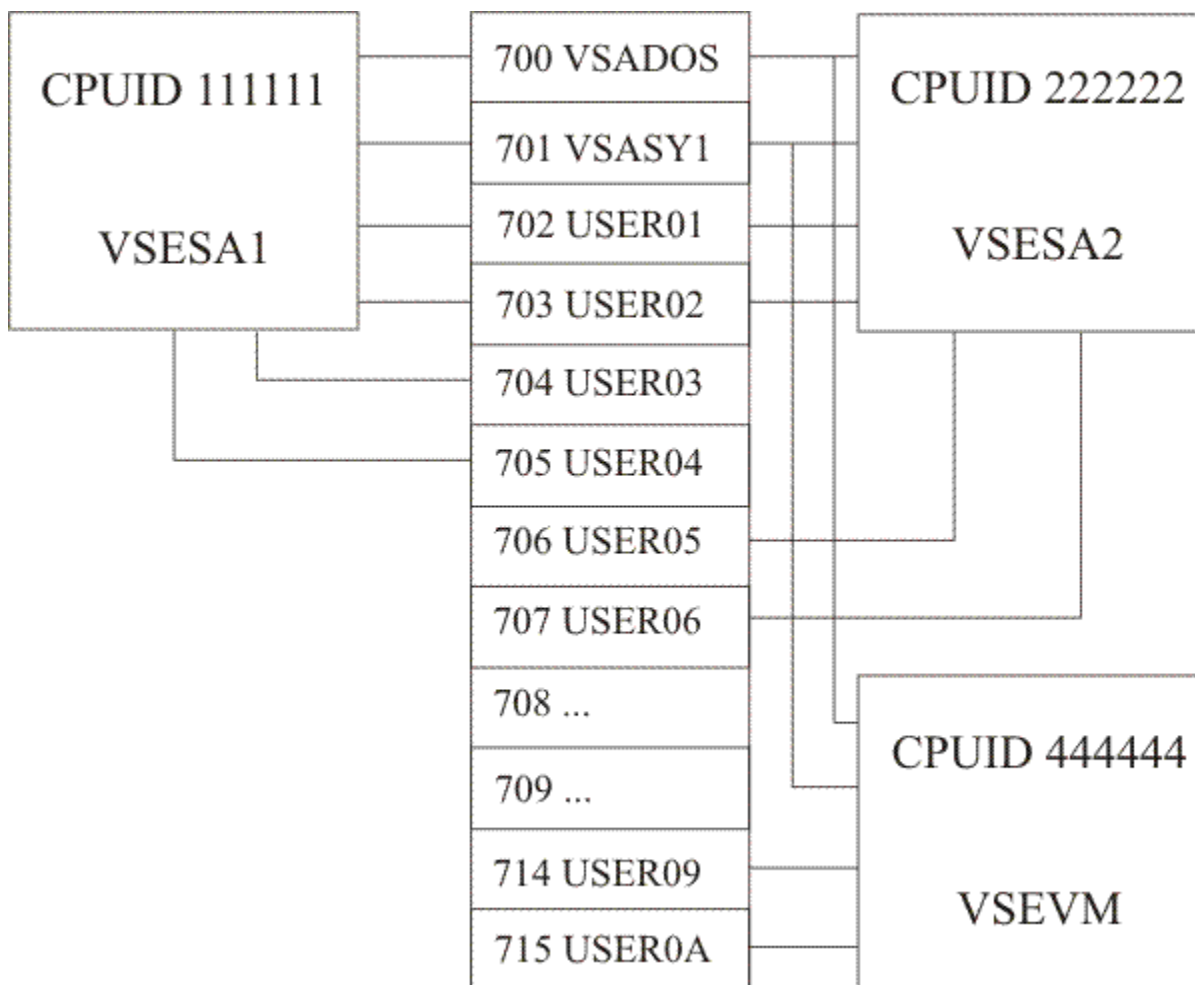 CPUID 111111
VSESA1
700 VSADOS
701 VSASY1
702 USER01
703 USER02
704 USER03
705 USER04
706 USER05
707 USER06
708 ...
709 ...
714 USER09
715 USER0A
CPUID 222222
VSESA2
CPUID 444444
VSEVM